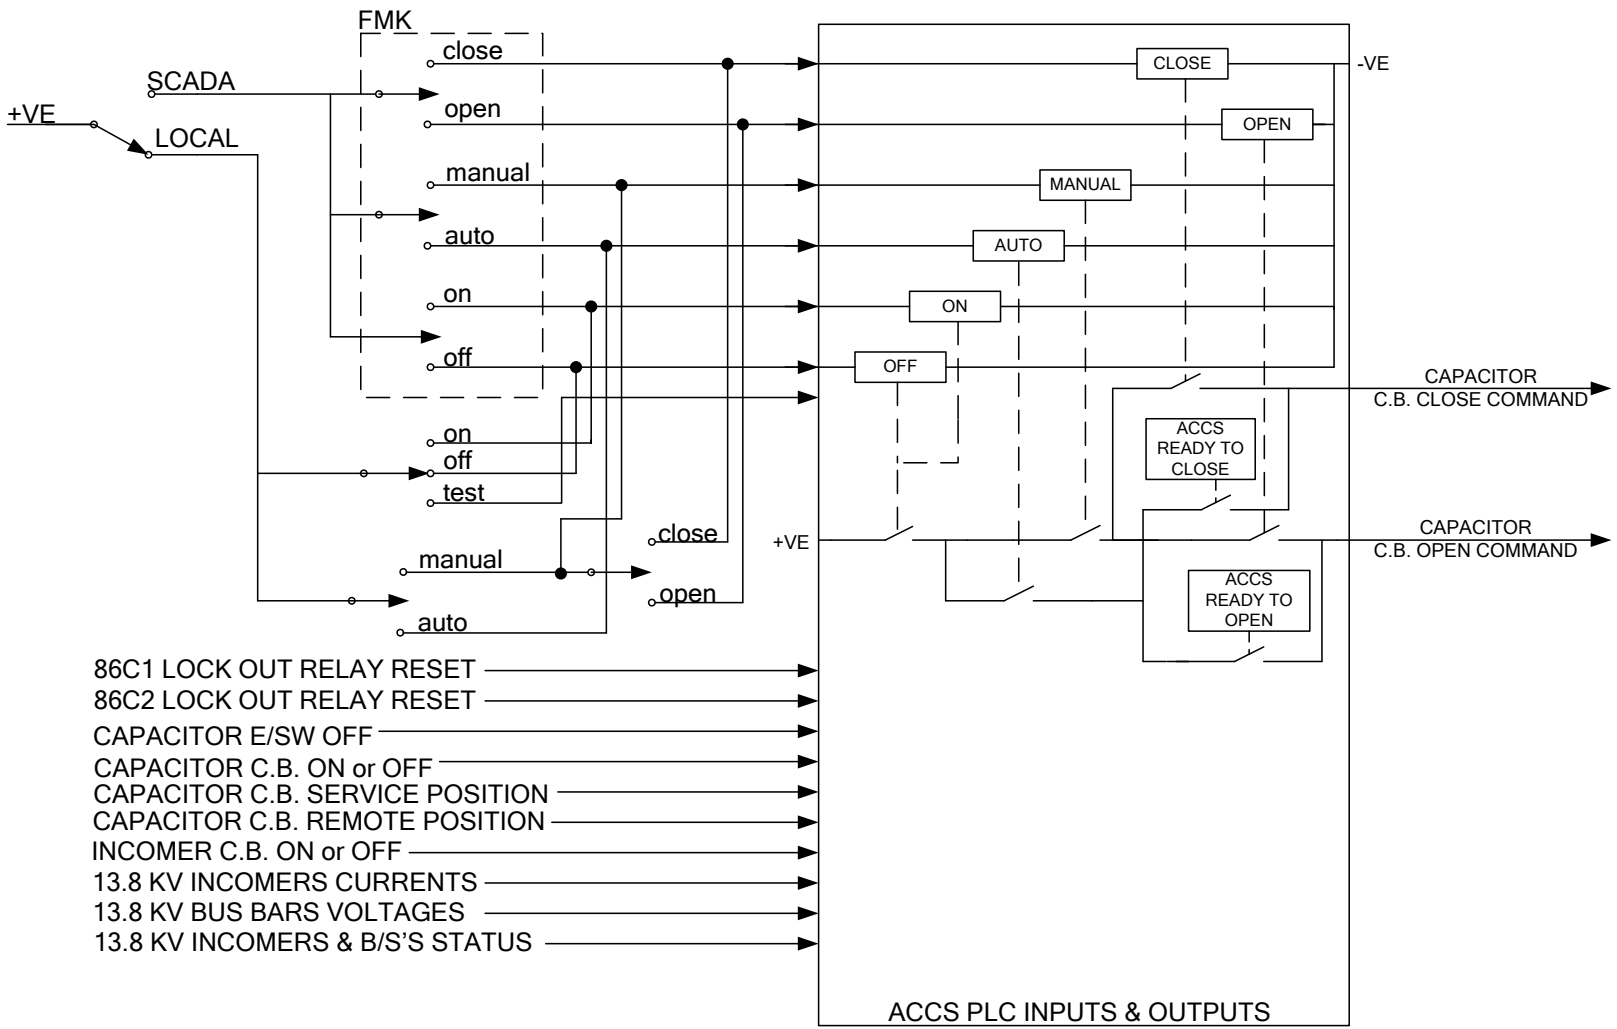 FMK
close
CLOSE
-VE
SCADA
+VE
open
OPEN
LOCAL
manual
MANUAL
auto
AUTO
on
ON
off
OFF
CAPACITOR
C.B. CLOSE COMMAND
on
off
test
ACCS
READY TO
CLOSE
close
+VE
CAPACITOR
C.B. OPEN COMMAND
manual
open
auto
ACCS
READY TO
OPEN
86C1 LOCK OUT RELAY RESET
86C2 LOCK OUT RELAY RESET
CAPACITOR E/SW OFF
CAPACITOR C.B. ON or OFF
CAPACITOR C.B. SERVICE POSITION
CAPACITOR C.B. REMOTE POSITION
INCOMER C.B. ON or OFF
13.8 KV INCOMERS CURRENTS
13.8 KV BUS BARS VOLTAGES
13.8 KV INCOMERS & B/S'S STATUS
ACCS PLC INPUTS & OUTPUTS